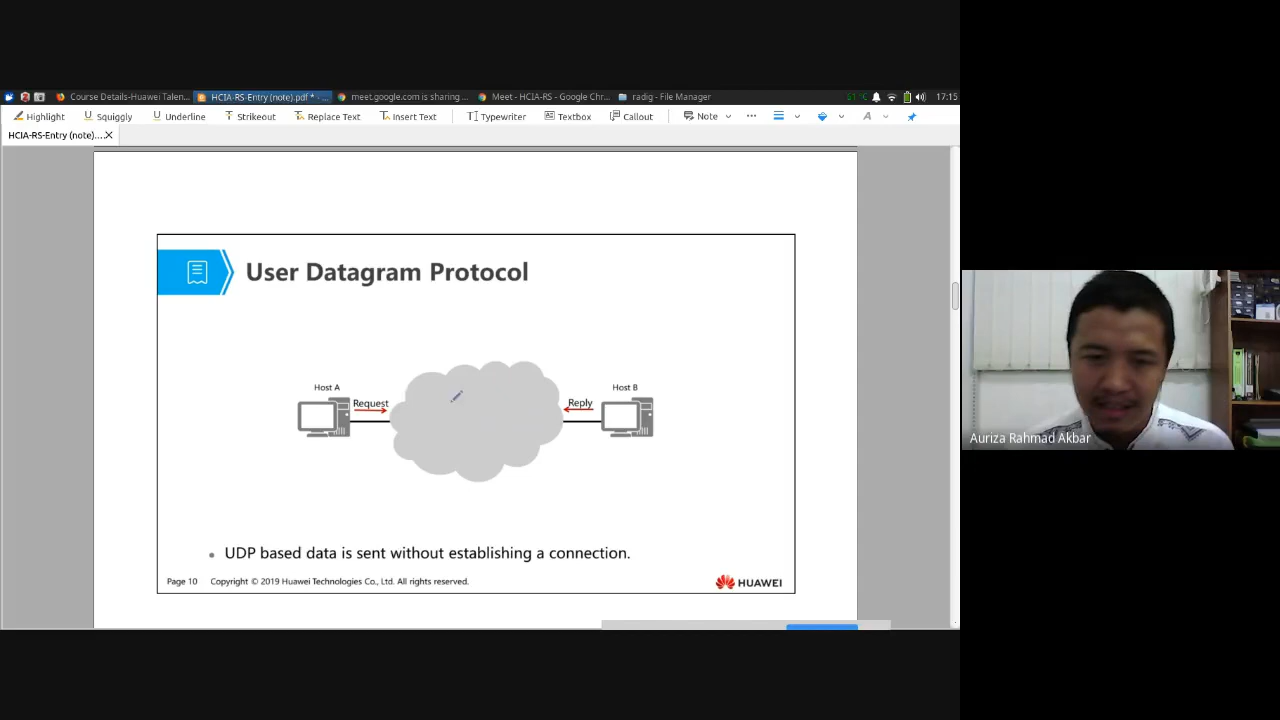 Course Details-Huawei Talen...
HCIA-RS-Entry (note).pdf * - ...
meet.google.com is sharing ...
Meet - HCIA-RS - Google Chr...
radig - File Manager
17:15
Highlight
Squiggly
Underline
Strikeout
Replace Text
Insert Text
Typewriter
Textbox
Callout
Note
HCIA-RS-Entry (note)....
User Datagram Protocol
Host A
Host B
Request
Reply
• UDP based data is sent without establishing a connection.
Page 10 Copyright © 2019 Huawei Technologies Co., Ltd. All rights reserved.
HUAWEI
Auriza Rahmad Akbar